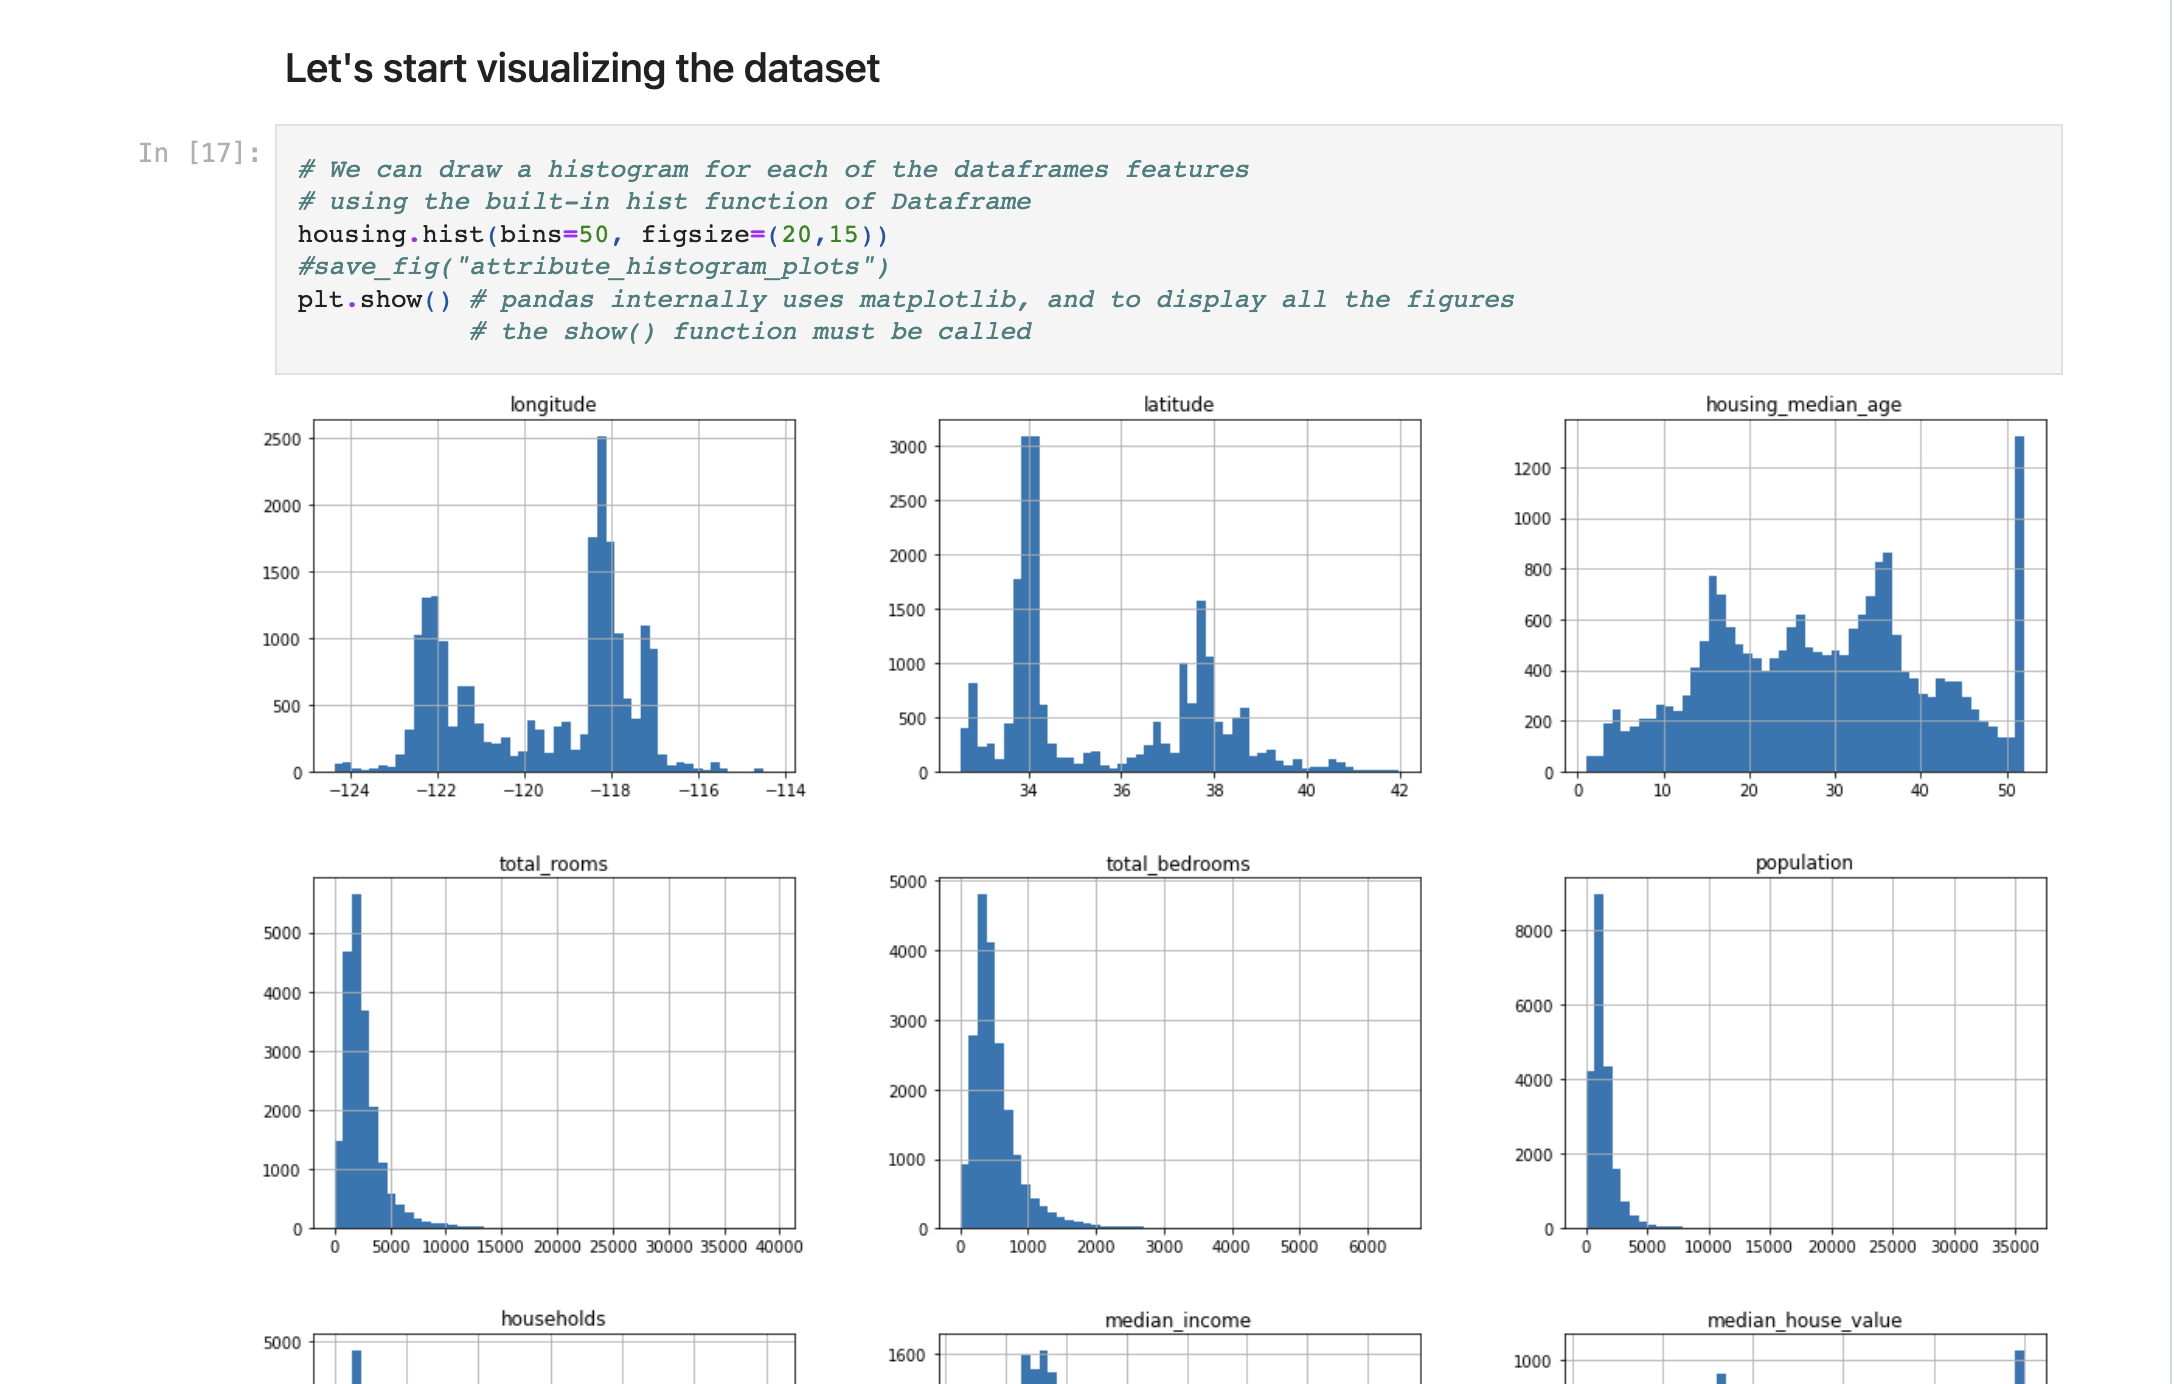 Let's start visualizing the dataset
In [17]:
# We can draw a histogram for each of the dataframes features
# using the built-in hist function of Dataframe
housing.hist(bins=50, figsize=(20,15))
#save_fig("attribute_histogram_plots")
plt.show() # pandas internally uses matplotlib, and to display all the figures
# the show() function must be called
longitude
2500
2000
1500
1000
500
0
−124 −122 −120 −118 −116 −114
latitude
3000
2500
2000
1500
1000
500
0
34 36 38 40 42
housing_median_age
1200
1000
800
600
400
200
0
0 10 20 30 40 50
total_rooms
5000
4000
3000
2000
1000
0
0 5000 10000 15000 20000 25000 30000 35000 40000
total_bedrooms
5000
4000
3000
2000
1000
0
0 1000 2000 3000 4000 5000 6000
population
8000
6000
4000
2000
0
0 5000 10000 15000 20000 25000 30000 35000
households
5000
median_income
1600
median_house_value
1000